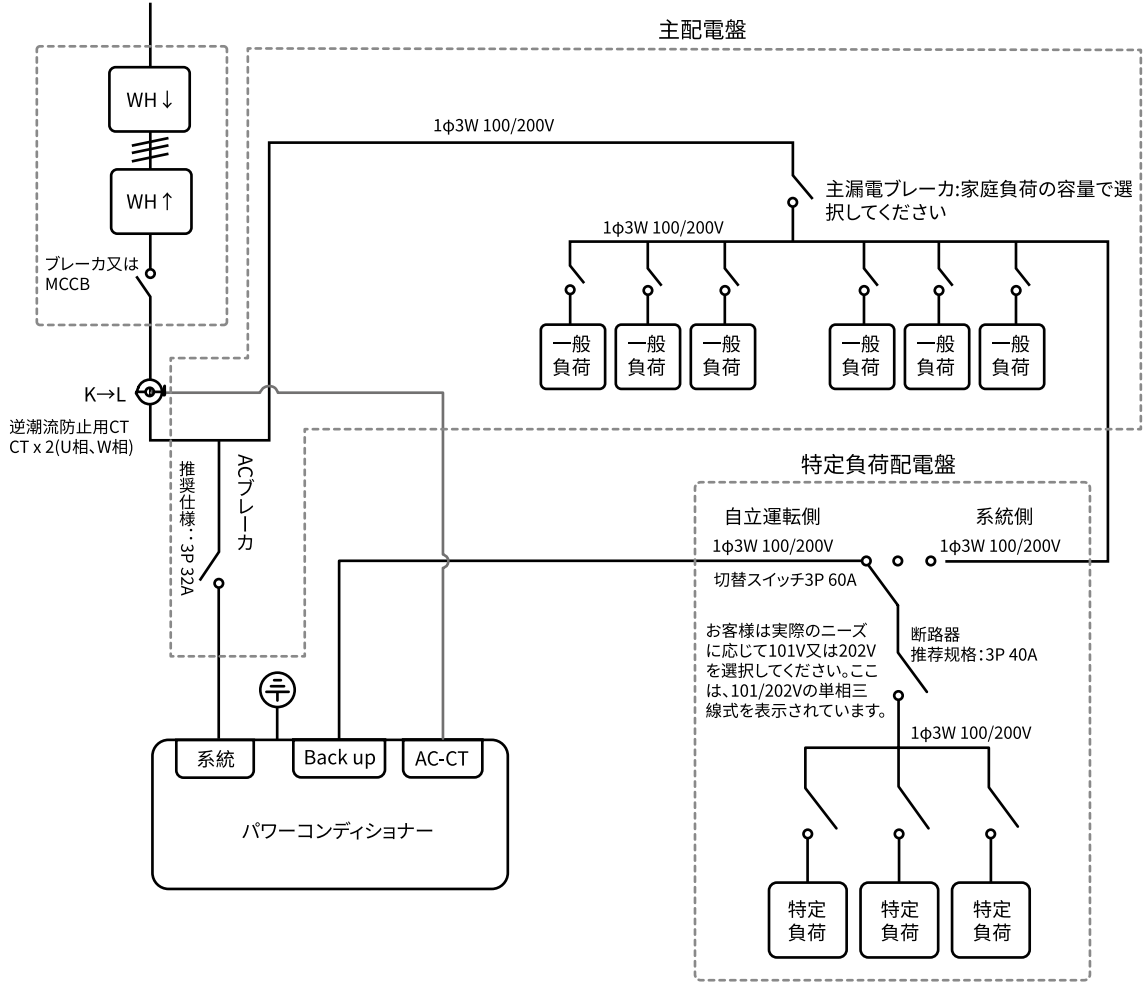 主配電盤
WH↓
WH↑
ブレーカ又は
MCCB
1ф3W 100/200V
主漏電ブレーカ:家庭負荷の容量で選
択してください
1ф3W 100/200V
一般
負荷
一般
負荷
一般
負荷
一般
負荷
一般
負荷
一般
負荷
K→L
逆潮流防止用CT
CT x 2(U相、W相)
ACブレーカ
推奨仕様：3P 32A
特定負荷配電盤
自立運転側
1ф3W 100/200V
系統側
1ф3W 100/200V
切替スイッチ3P 60A
お客様は実際のニーズ
に応じて101V又は202V
を選択してください。ここ
は、101/202Vの単相三
線式を表示されています。
断路器
推荐规格：3P 40A
1ф3W 100/200V
特定
負荷
特定
負荷
特定
負荷
系統
Back up
AC-CT
パワーコンディショナー